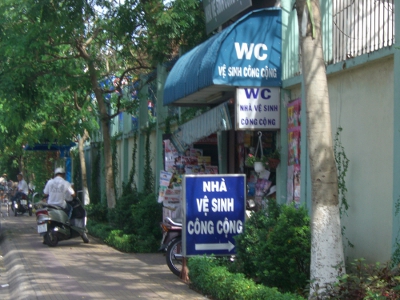 WC
VỆ SINH CÔNG CỘNG
WC
NHÀ VỆ SINH
CÔNG CỘNG
NHÀ
VỆ SINH
CÔNG CỘNG